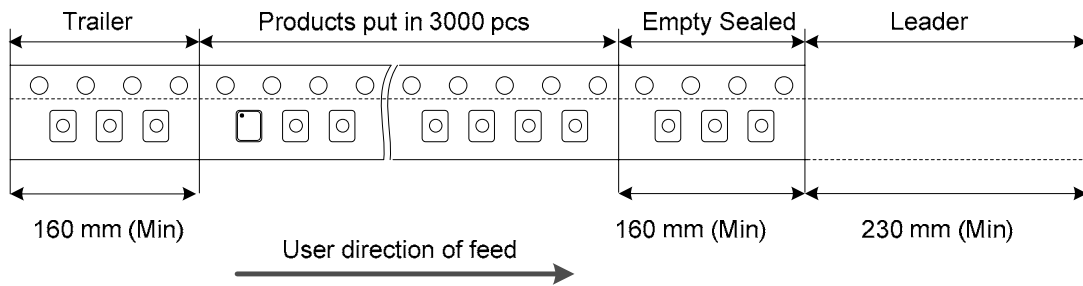 Trailer Products put in 3000 pcs Empty Sealed Leader
160 mm (Min) 160 mm (Min) 230 mm (Min)
User direction of feed